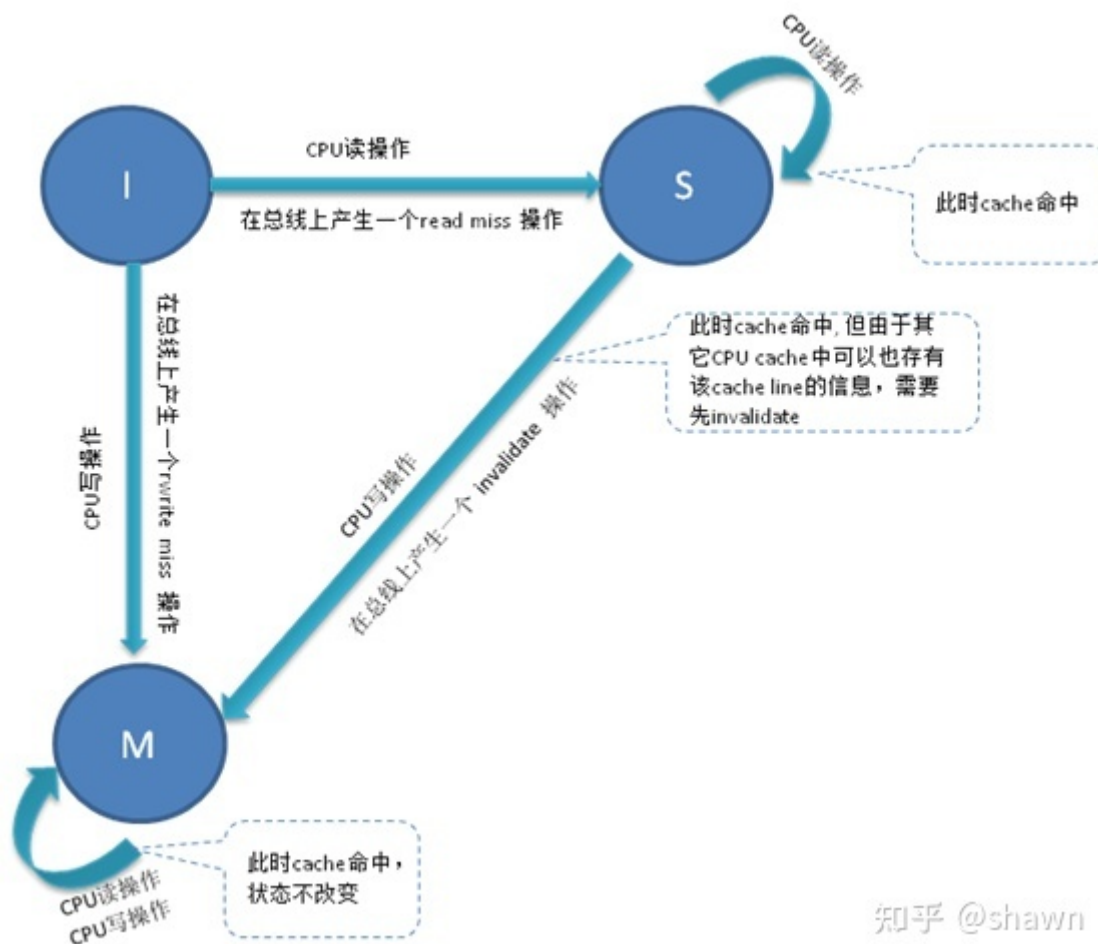 CPU读操作
I
CPU读操作
在总线上产生一个read miss 操作
S
此时cache命中
此时cache命中, 但由于其
它CPU cache中可以也存有
该cache line的信息，需要
先invalidate
CPU写操作
在总线上产生一个rwrite miss 操作
CPU写操作
在总线上产生一个 invalidate 操作
M
此时cache命中，
状态不改变
CPU读操作
CPU写操作
知乎 @shawn